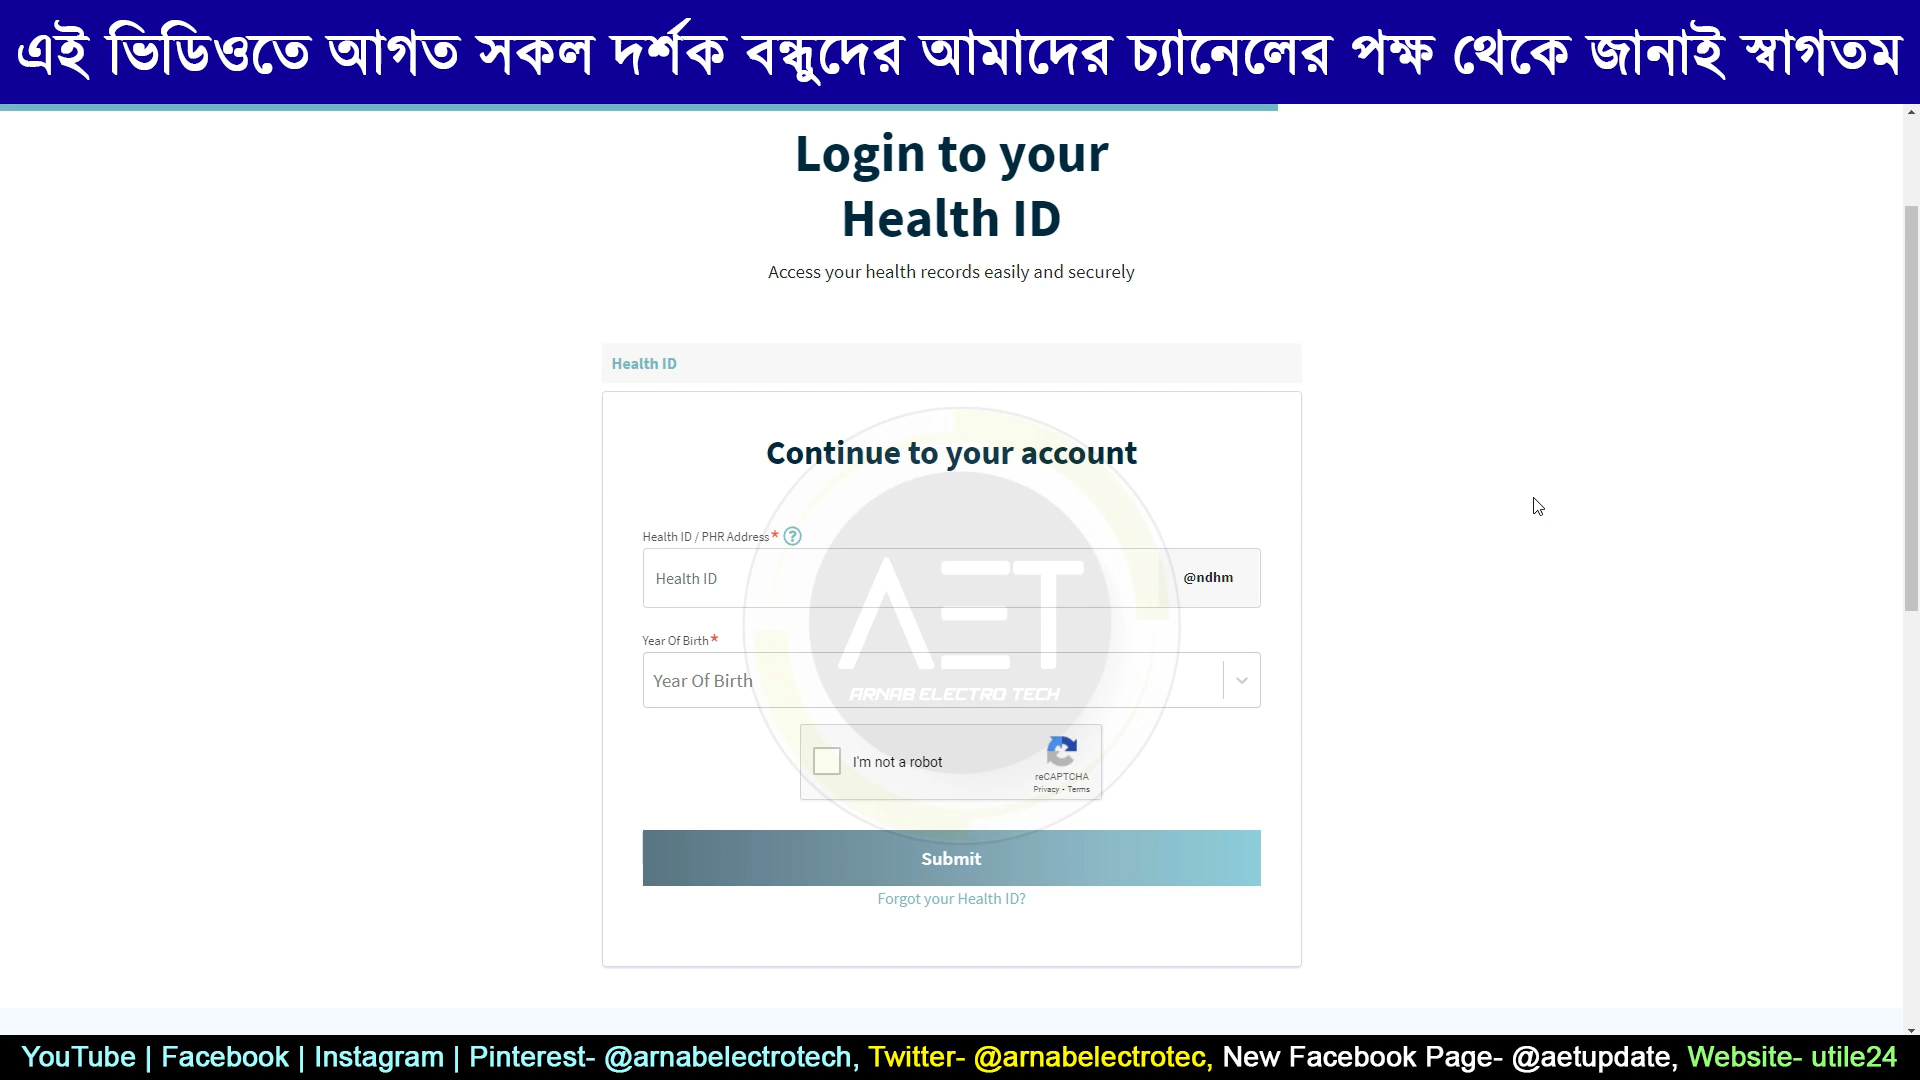 এই ভিডিওতে আগত সকল দর্শক বন্ধুদের আমাদের চ্যানেলের পক্ষ থেকে জানাই স্বাগতম
Login to your
Health ID
Access your health records easily and securely
Health ID
Continue to your account
Health ID / PHR Address* ?
Health ID @ndhm
Year Of Birth*
Year Of Birth
AET
ARNAB ELECTRO TECH
I'm not a robot
reCAPTCHA
Privacy - Terms
Submit
Forgot your Health ID?
YouTube | Facebook | Instagram | Pinterest- @arnabelectrotech, Twitter- @arnabelectrotec, New Facebook Page- @aetupdate, Website- utile24